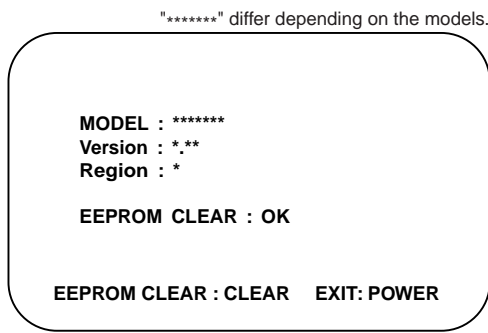 "*******" differ depending on the models.
MODEL : *******
Version : *.**
Region : *
EEPROM CLEAR : OK
EEPROM CLEAR : CLEAR EXIT: POWER